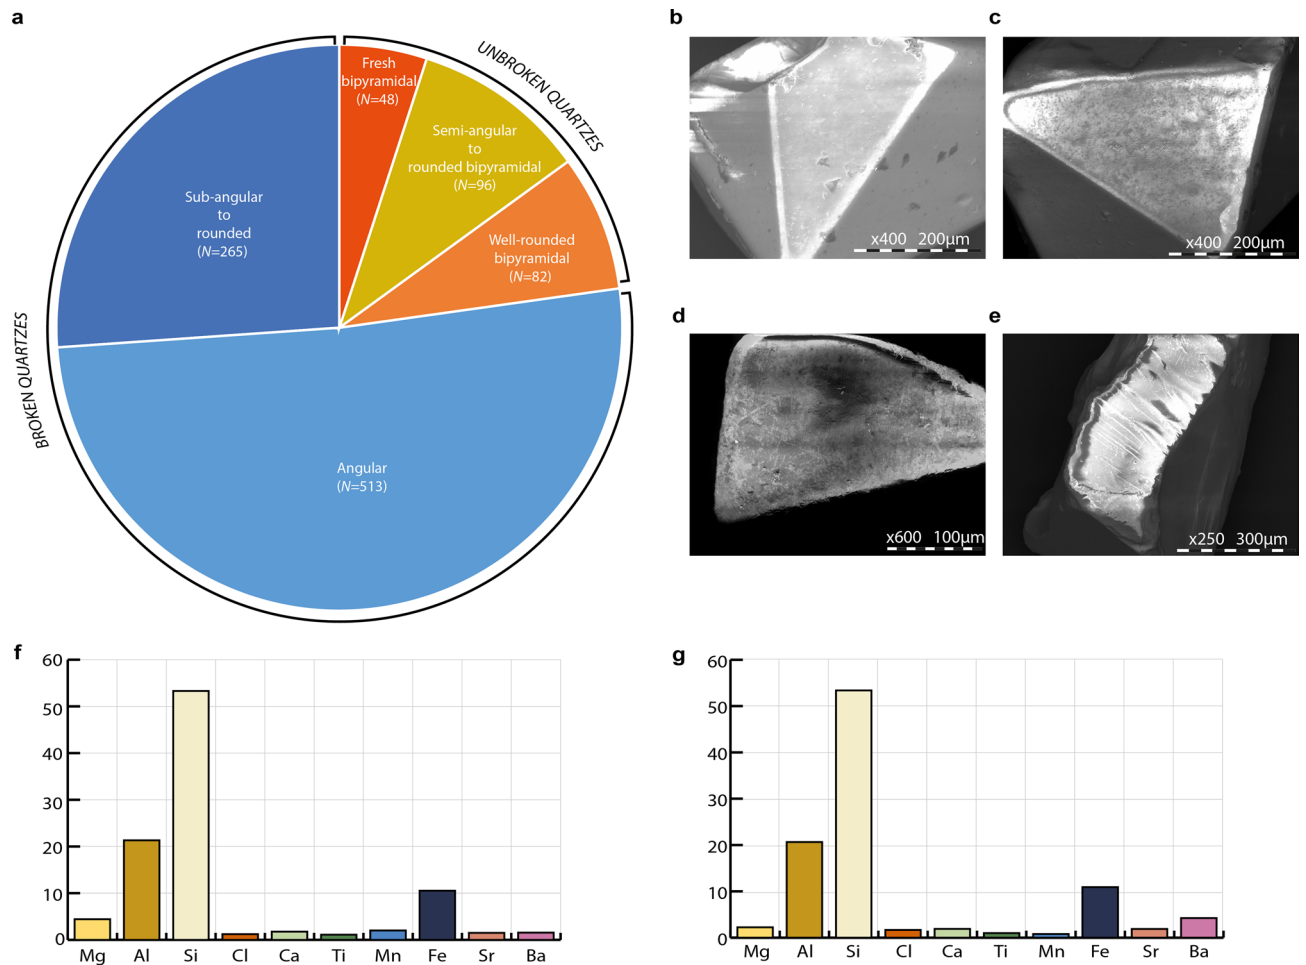 a
Fresh
bipyramidal
(N=48)
UNBROKEN QUARTZES
Semi-angular
to
rounded bipyramidal
(N=96)
Well-rounded
bipyramidal
(N=82)
Sub-angular
to
rounded
(N=265)
BROKEN QUARTZES
Angular
(N=513)
b
x400 200µm
c
x400 200µm
d
x600 100µm
e
x250 300µm
f
60
50
40
30
20
10
0
Mg Al Si Cl Ca Ti Mn Fe Sr Ba
g
60
50
40
30
20
10
0
Mg Al Si Cl Ca Ti Mn Fe Sr Ba